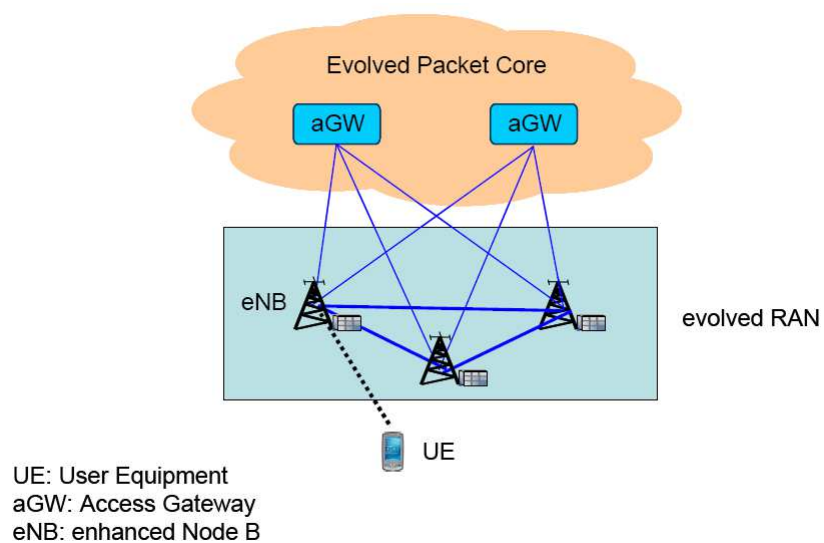 Evolved Packet Core
aGW
aGW
eNB
evolved RAN
UE
UE: User Equipment
aGW: Access Gateway
eNB: enhanced Node B